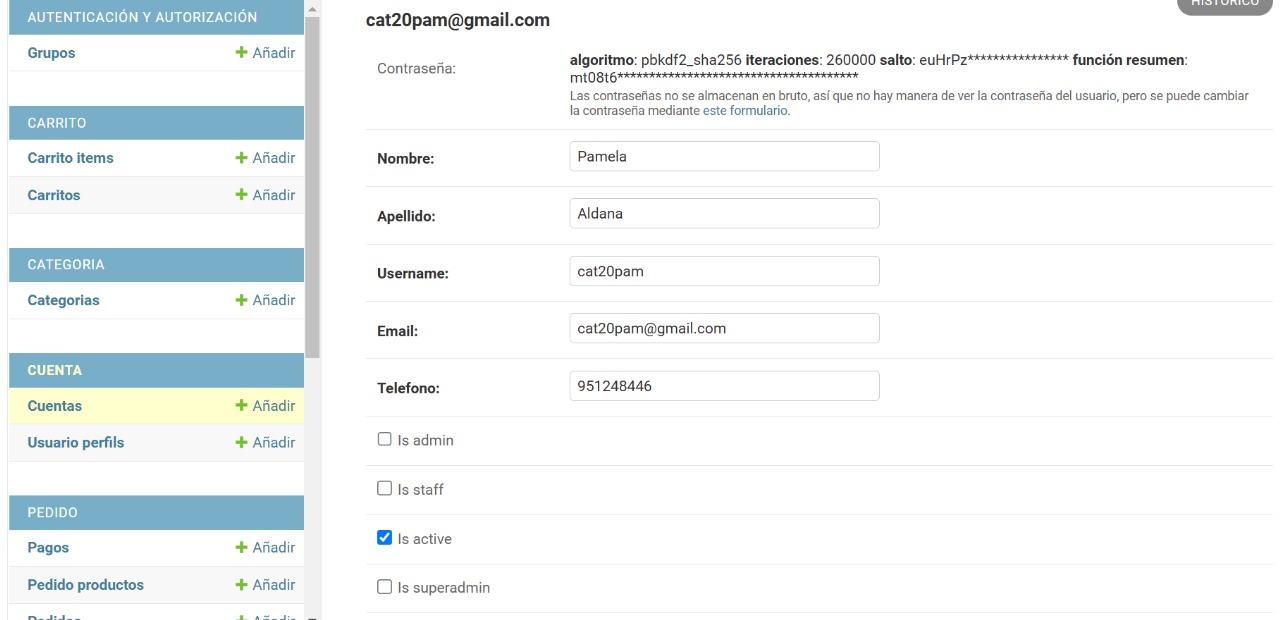 AUTENTICACIÓN Y AUTORIZACIÓN
Grupos
Añadir
CARRITO
Carrito items
Añadir
Carritos
Añadir
CATEGORIA
Categorias
Añadir
CUENTA
Cuentas
Añadir
Usuario perfils
Añadir
PEDIDO
Pagos
Añadir
Pedido productos
Añadir
Pedidos
Añadir
HISTÓRICO
cat20pam@gmail.com
Contraseña:
algoritmo: pbkdf2_sha256 iteraciones: 260000 salto: euHrPz**************** función resumen:
mt08t6**************************************
Las contraseñas no se almacenan en bruto, así que no hay manera de ver la contraseña del usuario, pero se puede cambiar
la contraseña mediante este formulario.
Nombre:
Pamela
Apellido:
Aldana
Username:
cat20pam
Email:
cat20pam@gmail.com
Telefono:
951248446
Is admin
Is staff
Is active
Is superadmin